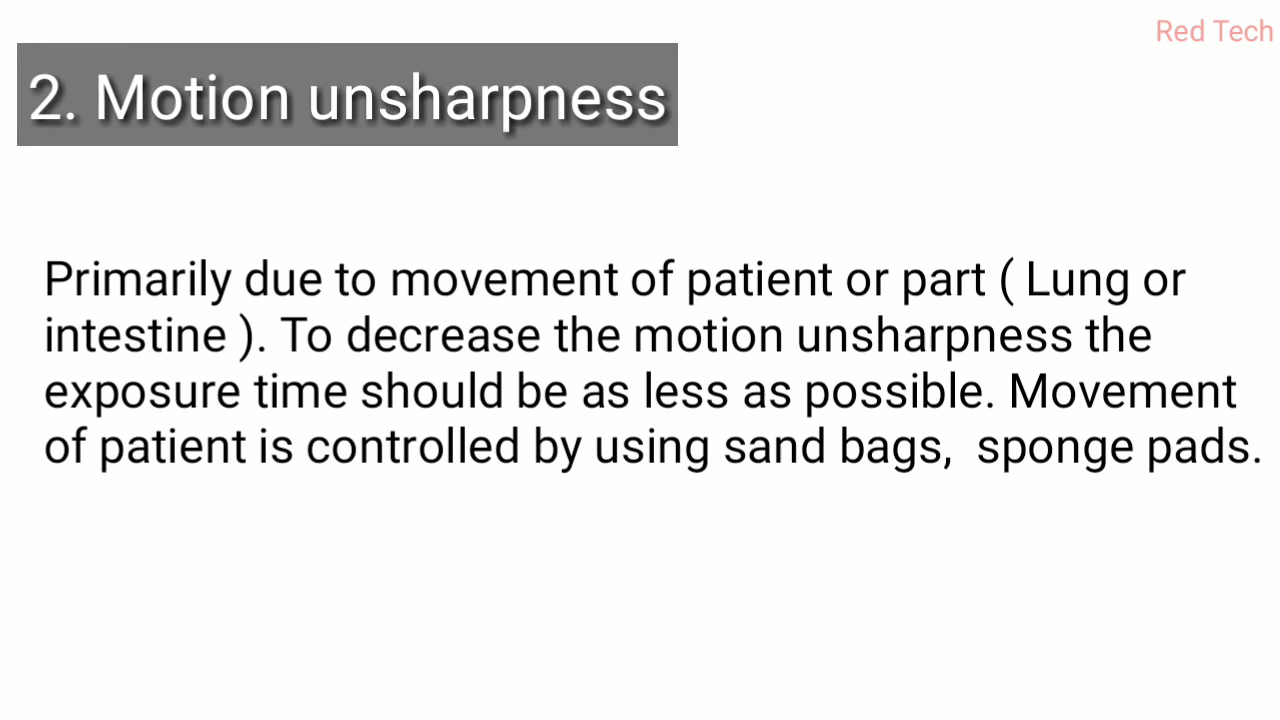 Red Tech
2. Motion unsharpness
Primarily due to movement of patient or part ( Lung or
intestine ). To decrease the motion unsharpness the
exposure time should be as less as possible. Movement
of patient is controlled by using sand bags,  sponge pads.